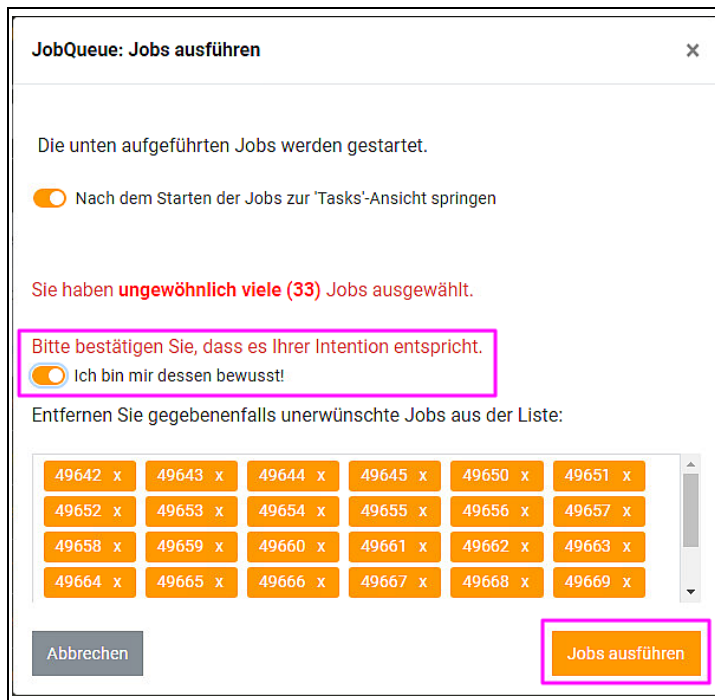 JobQueue: Jobs ausführen ×
Die unten aufgeführten Jobs werden gestartet.
Nach dem Starten der Jobs zur 'Tasks'-Ansicht springen
Sie haben ungewöhnlich viele (33) Jobs ausgewählt.
Bitte bestätigen Sie, dass es Ihrer Intention entspricht.
Ich bin mir dessen bewusst!
Entfernen Sie gegebenenfalls unerwünschte Jobs aus der Liste:
49642 x 49643 x 49644 x 49645 x 49650 x 49651 x
49652 x 49653 x 49654 x 49655 x 49656 x 49657 x
49658 x 49659 x 49660 x 49661 x 49662 x 49663 x
49664 x 49665 x 49666 x 49667 x 49668 x 49669 x
Abbrechen Jobs ausführen